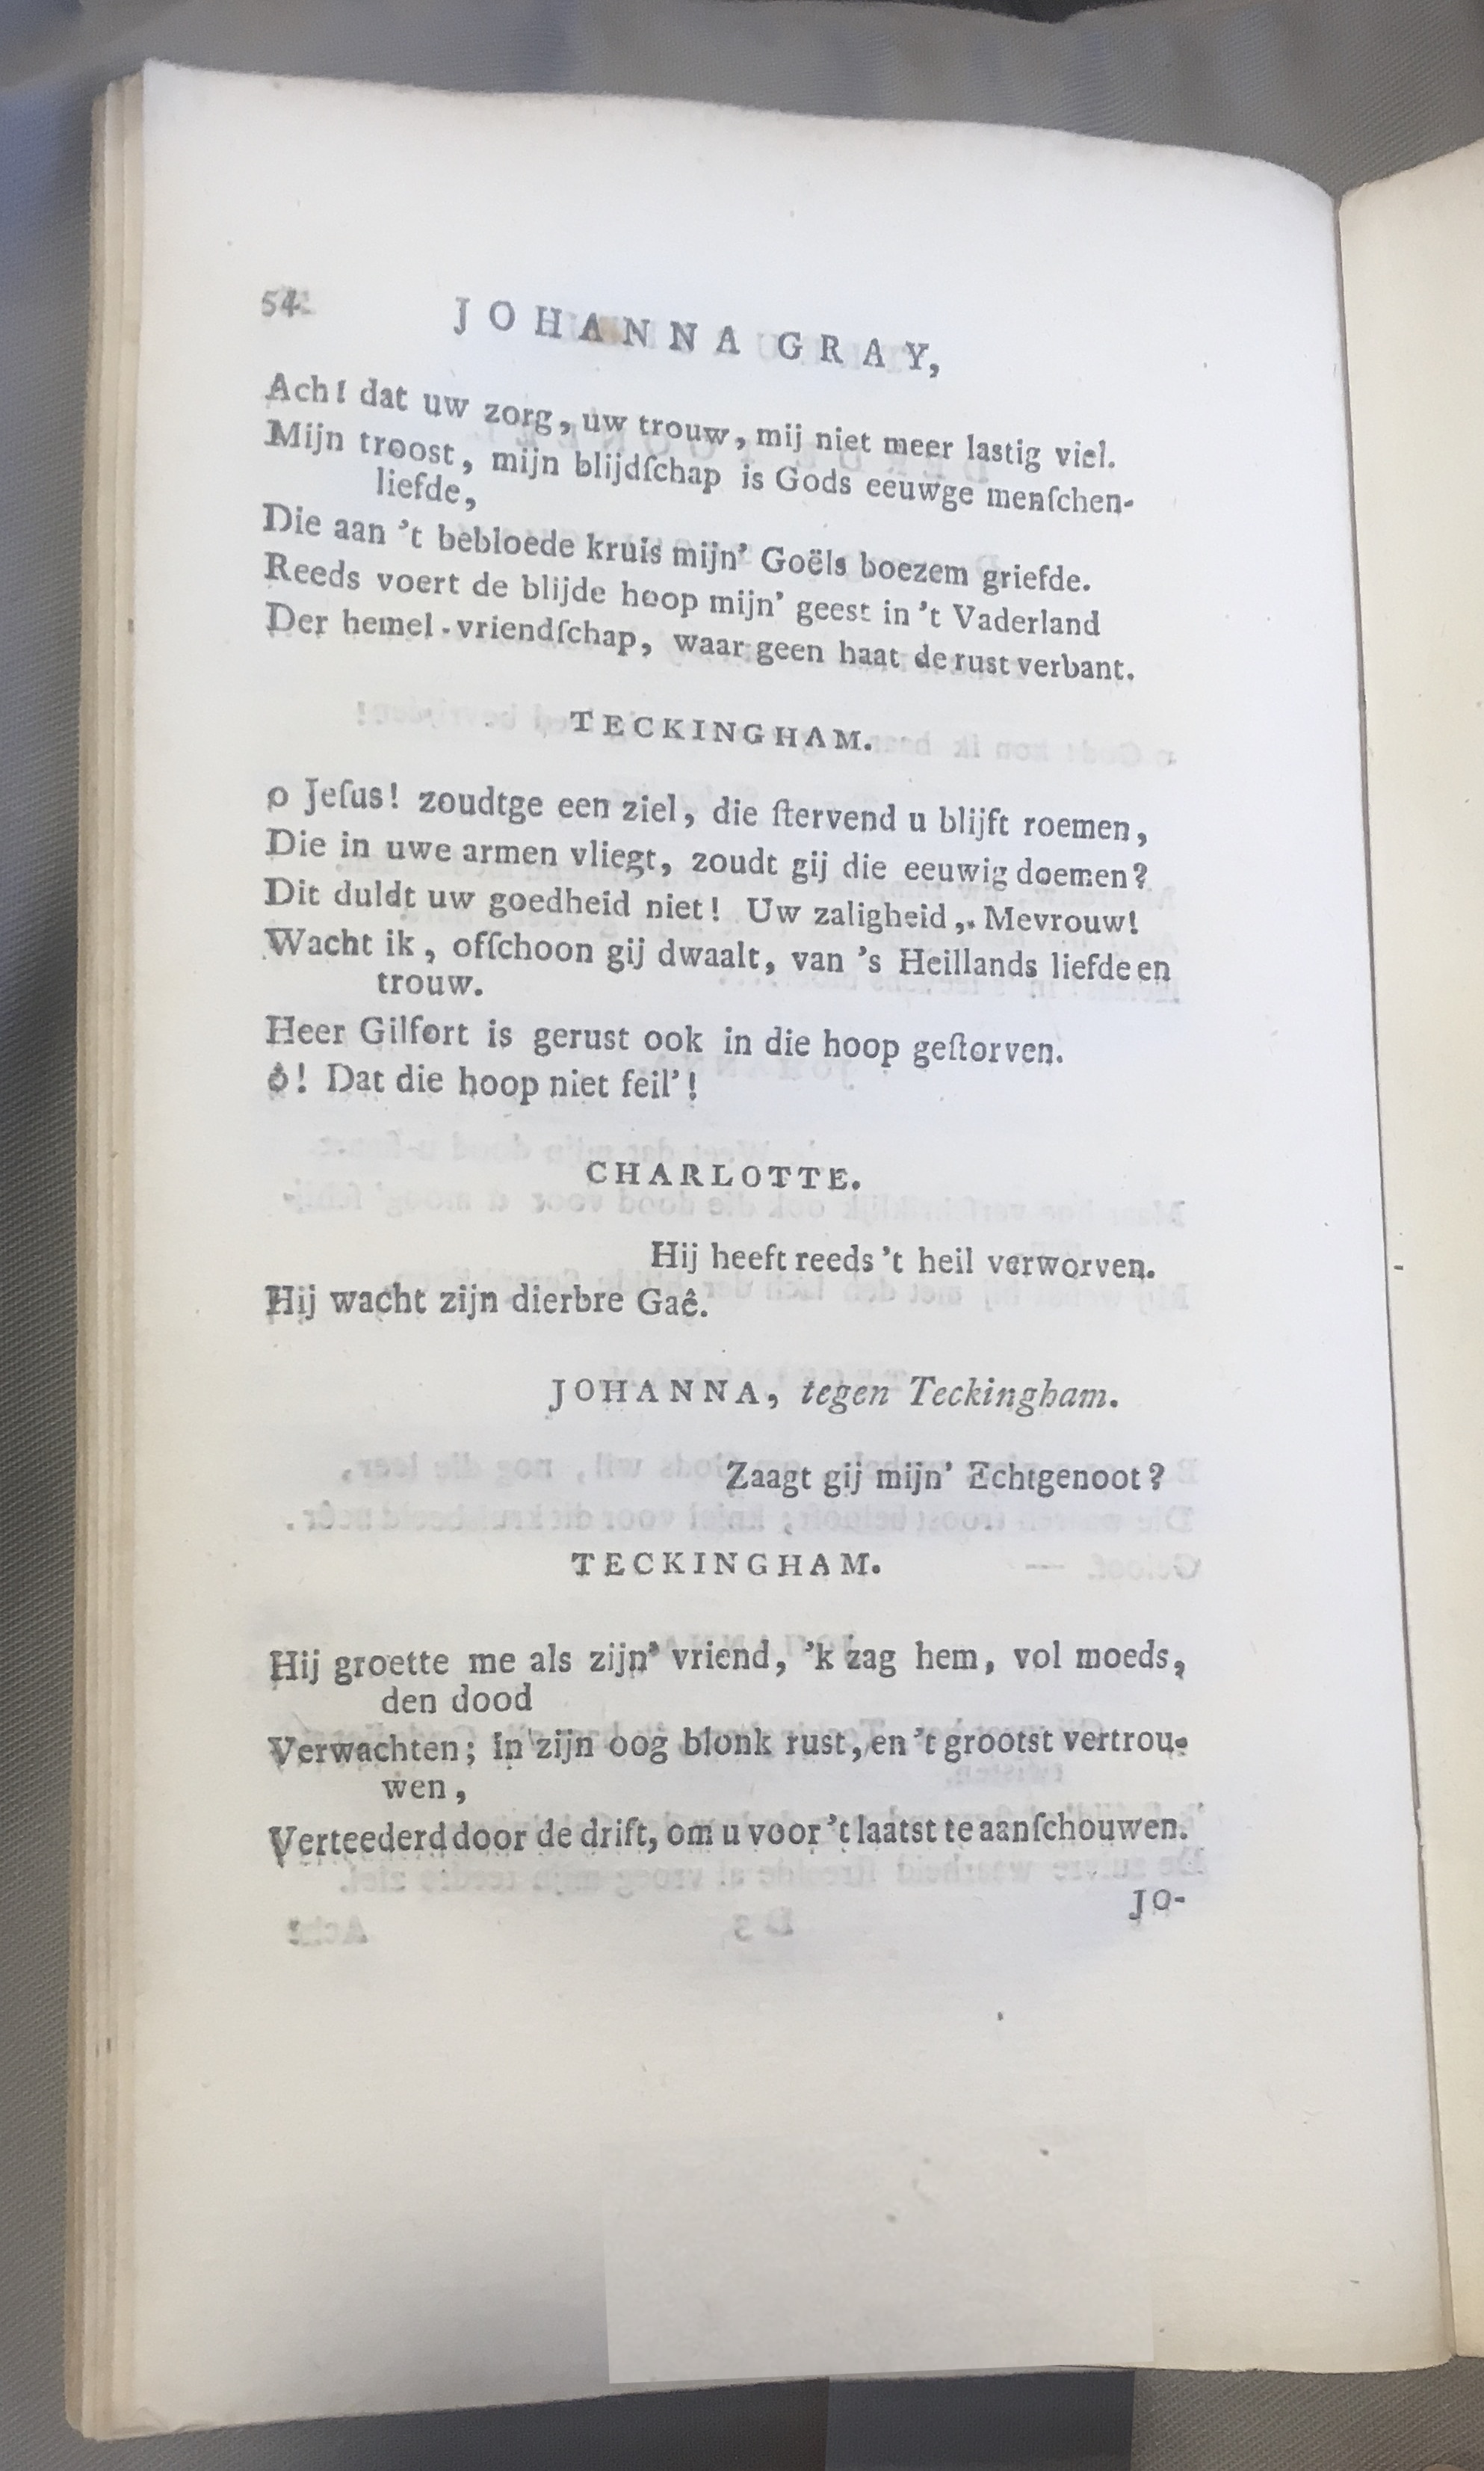 54 JOHANNA GRAY,
Ach! dat uw zorg, uw trouw, mij niet meer lastig viel.
Mijn troost, mijn blijdſchap is Gods eeuwge menſchen-
liefde,
Die aan 't bebloede kruis mijn' Goëls boezem griefde.
Reeds voert de blijde hoop mijn' geest in 't Vaderland
Der hemel-vriendſchap, waar geen haat de rust verbant.
TECKINGHAM.
o Jeſus! zoudtge een ziel, die ſtervend u blijft roemen,
Die in uwe armen vliegt, zoudt gij die eeuwig doemen?
Dit duldt uw goedheid niet! Uw zaligheid, Mevrouw!
Wacht ik, offchoon gij dwaalt, van 's Heillands liefde en
trouw.
Heer Gilfort is gerust ook in die hoop geſtorven.
ô! Dat die hoop niet feil'!
CHARLOTTE.
Hij heeft reeds 't heil verworven.
Hij wacht zijn dierbre Gaê.
JOHANNA, tegen Teckingham.
Zaagt gij mijn' Echtgenoot?
TECKINGHAM.
Hij groette me als zijn' vriend, 'k zag hem, vol moeds,
den dood
Verwachten; in zijn oog blonk rust, en 't grootst vertrou-
wen,
Verteederd door de drift, om u voor 't laatst te aanſchouwen.
JO-